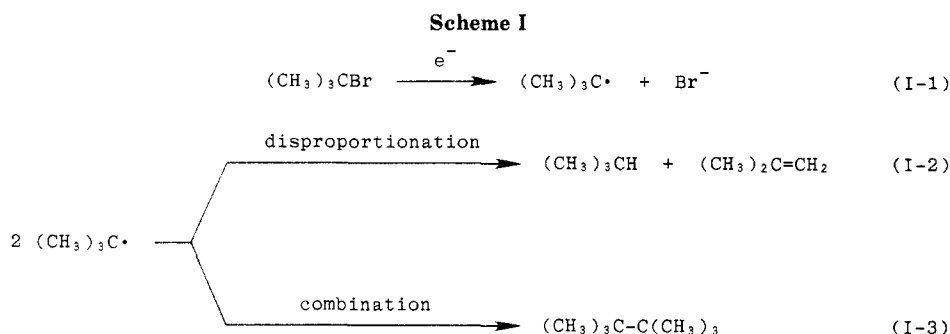 Scheme I
e⁻
(CH₃)₃CBr (CH₃)₃C• + Br⁻ (I-1)
disproportionation
(CH₃)₃CH + (CH₃)₂C=CH₂ (I-2)
2 (CH₃)₃C•
combination
(CH₃)₃C-C(CH₃)₃ (I-3)